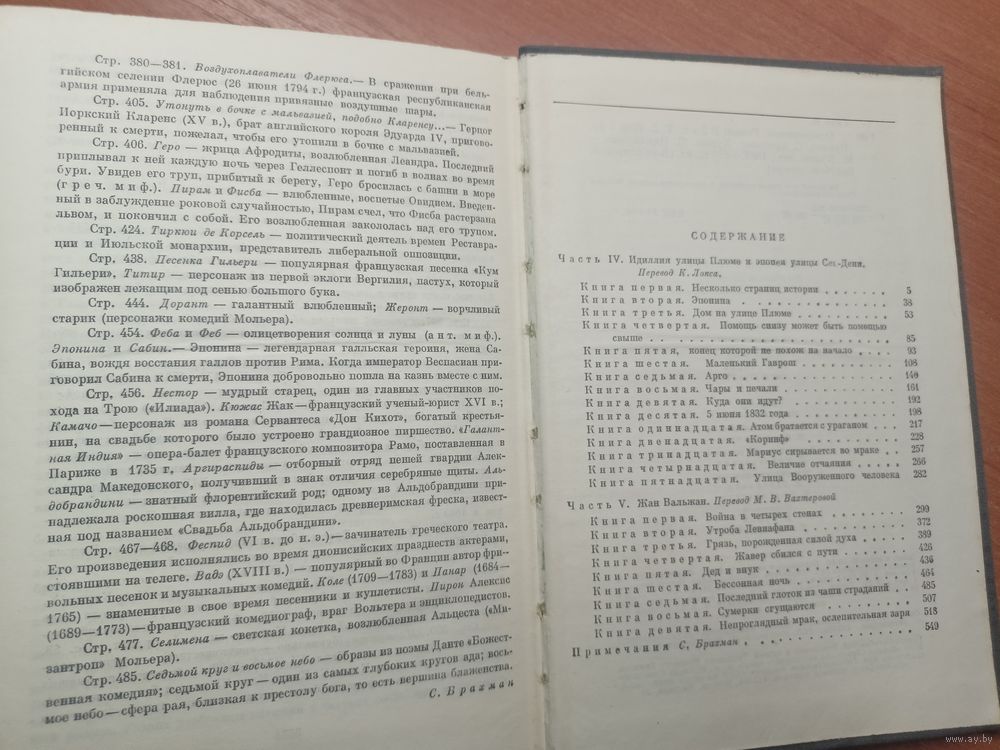 Стр. 380—381. Воздухоплаватели Флерюса.— В сражении при бель-
гийском селении Флерюс (26 июня 1794 г.) французская республиканская
армия применяла для наблюдения привязные воздушные шары.
Стр. 405. Утонуть в бочке с мальвазией, подобно Кларенсу...— Герцог
Йоркский Кларенс (XV в.), брат английского короля Эдуарда IV, пригово-
ренный к смерти, пожелал, чтобы его утопили в бочке с мальвазией.
Стр. 406. Геро — жрица Афродиты, возлюбленная Леандра. Последний
приплывал к ней каждую ночь через Геллеспонт и погиб в волнах во время
бури. Увидев его труп, прибитый к берегу, Геро бросилась с башни в море
(греч. миф.). Пирам и Фисба — влюбленные, воспетые Овидием. Введен-
ный в заблуждение роковой случайностью, Пирам счел, что Фисба растерзана
львом, и покончил с собой. Его возлюбленная закололась над его трупом.
Стр. 424. Тиркюи де Корсель — политический деятель времен Реставра-
ции и Июльской монархии, представитель либеральной оппозиции.
Стр. 438. Песенка Гильери — популярная французская песенка «Кум
Гильери». Титир — персонаж из первой эклоги Вергилия, пастух, который
изображен лежащим под сенью большого бука.
Стр. 444. Дорант — галантный влюбленный; Жеронт — ворчливый
старик (персонажи комедий Мольера).
Стр. 454. Феба и Феб — олицетворения солнца и луны (ант. миф.).
Эпонина и Сабин.— Эпонина — легендарная галльская героиня, жена Са-
бина, вождя восстания галлов против Рима. Когда император Веспасиан при-
говорил Сабина к смерти, Эпонина добровольно пошла на казнь вместе с ним.
Стр. 456. Нестор — мудрый старец, один из главных участников по-
хода на Трою («Илиада»). Кюжас Жак — французский ученый-юрист XVI в.;
Камачо — персонаж из романа Сервантеса «Дон Кихот», богатый крестья-
нин, на свадьбе которого было устроено грандиозное пиршество. «Галант-
ная Индия» — опера-балет французского композитора Рамо, поставленная в
Париже в 1735 г. Аргираспиды — отборный отряд пешей гвардии Алек-
сандра Македонского, получивший в знак отличия серебряные щиты. Аль-
добрандини — знатный флорентийский род; одному из Альдобрандини при-
надлежала роскошная вилла, где находилась древнеримская фреска, извест-
ная под названием «Свадьба Альдобрандини».
Стр. 467—468. Феспид (VI в. до н. э.) — зачинатель греческого театра.
Его произведения исполнялись во время дионисийских празднеств актерами,
стоявшими на телеге. Вадэ (XVIII в.) — популярный во Франции автор фри-
вольных песенок и музыкальных комедий. Коле (1709—1783) и Панар (1684—
1765) — знаменитые в свое время песенники и куплетисты. Пирон Алексис
(1689—1773) — французский комедиограф, враг Вольтера и энциклопедистов.
Стр. 477. Селимена — светская кокетка, возлюбленная Альцеста («Ми-
зантроп» Мольера).
Стр. 485. Седьмой круг и восьмое небо — образы из поэмы Данте «Божест-
венная комедия»; седьмой круг — один из самых глубоких кругов ада; вось-
мое небо — сфера рая, близкая к престолу бога, то есть вершина блаженства.
С. Брахман
СОДЕРЖАНИЕ
Часть IV. Идиллия улицы Плюме и эпопея улицы Сен-Дени.
Перевод К. Локса.
Книга первая. Несколько страниц истории . . . . . . . 5
Книга вторая. Эпонина . . . . . . . . . . . 38
Книга третья. Дом на улице Плюме . . . . . . . 53
Книга четвертая. Помощь снизу может быть помощью
свыше . . . . . . . . . . . . . 85
Книга пятая, конец которой не похож на начало . . . . 93
Книга шестая. Маленький Гаврош . . . . . . . 108
Книга седьмая. Арго . . . . . . . . . . . 140
Книга восьмая. Чары и печали . . . . . . . . 161
Книга девятая. Куда они идут? . . . . . . . . 192
Книга десятая. 5 июня 1832 года . . . . . . . 198
Книга одиннадцатая. Атом братается с ураганом . . . 217
Книга двенадцатая. «Коринф» . . . . . . . . 228
Книга тринадцатая. Мариус скрывается во мраке . . . 257
Книга четырнадцатая. Величие отчаяния . . . . . 266
Книга пятнадцатая. Улица Вооруженного человека 282
Часть V. Жан Вальжан. Перевод М. В. Вахтеровой
Книга первая. Война в четырех стенах . . . . . . 299
Книга вторая. Утроба Левиафана . . . . . . . 372
Книга третья. Грязь, порожденная силой духа . . . . 389
Книга четвертая. Жавер сбился с пути . . . . . 426
Книга пятая. Дед и внук . . . . . . . . . 436
Книга шестая. Бессонная ночь . . . . . . . . 464
Книга седьмая. Последний глоток из чаши страданий . 485
Книга восьмая. Сумерки сгущаются . . . . . . 507
Книга девятая. Непроглядный мрак, ослепительная заря 518
Примечания С. Брахман . . . . . . . . . . 549
www.ay.by